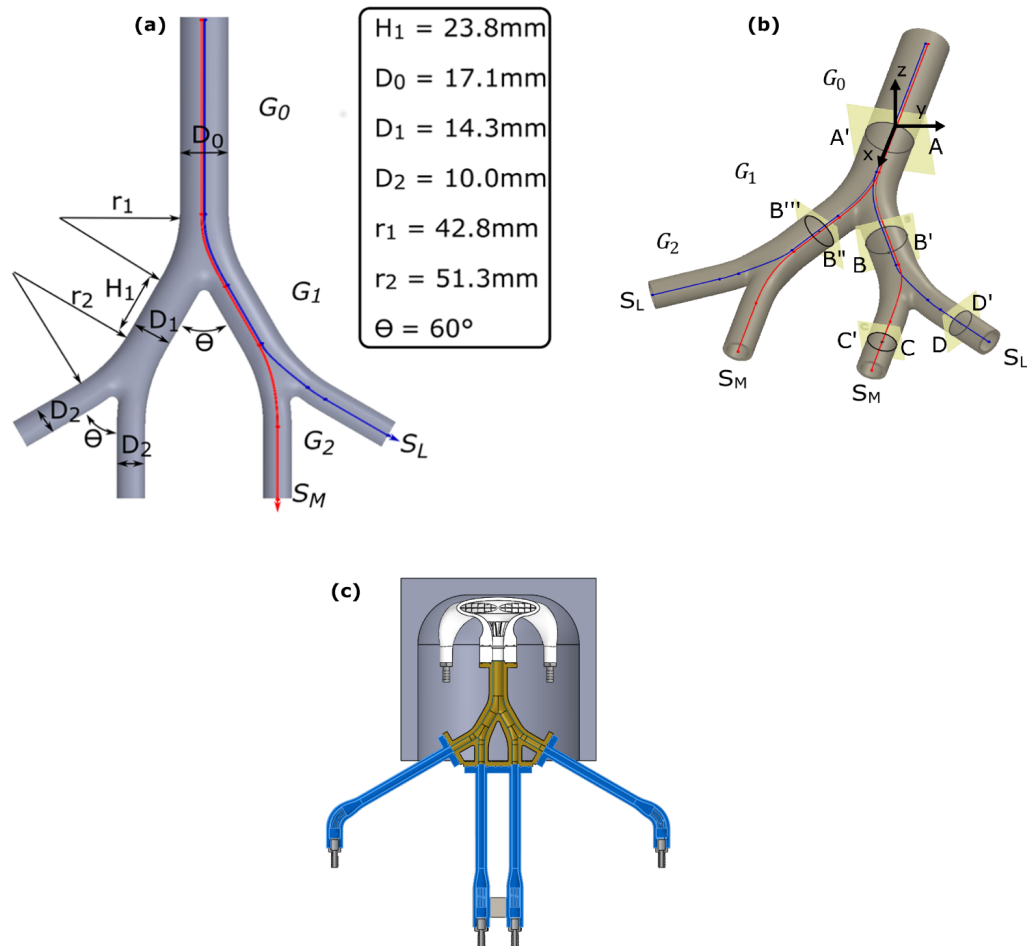 (a)
G₀
D₀
r₁
H₁
r₂
G₁
D₁
Θ
D₂
Θ
D₂
G₂
S_L
S_M
H₁ = 23.8mm
D₀ = 17.1mm
D₁ = 14.3mm
D₂ = 10.0mm
r₁ = 42.8mm
r₂ = 51.3mm
Θ = 60°
(b)
G₀
z
y
A'
A
x
G₁
B'''
G₂
B"
B'
B
S_L
D'
D
C'
C
S_M
S_M
S_L
(c)